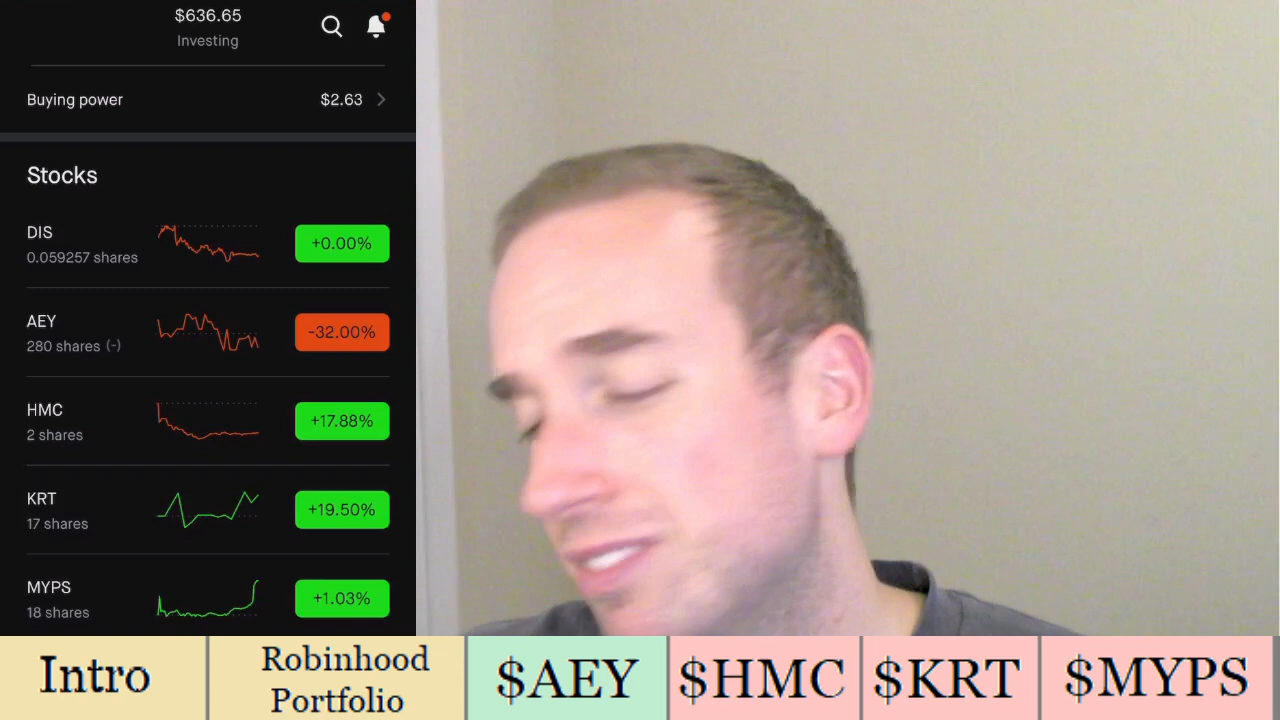 $636.65
Investing
Buying power $2.63
Stocks
DIS
0.059257 shares
+0.00%
AEY
280 shares (-)
-32.00%
HMC
2 shares
+17.88%
KRT
17 shares
+19.50%
MYPS
18 shares
+1.03%
Intro
Robinhood
Portfolio
$AEY
$HMC
$KRT
$MYPS